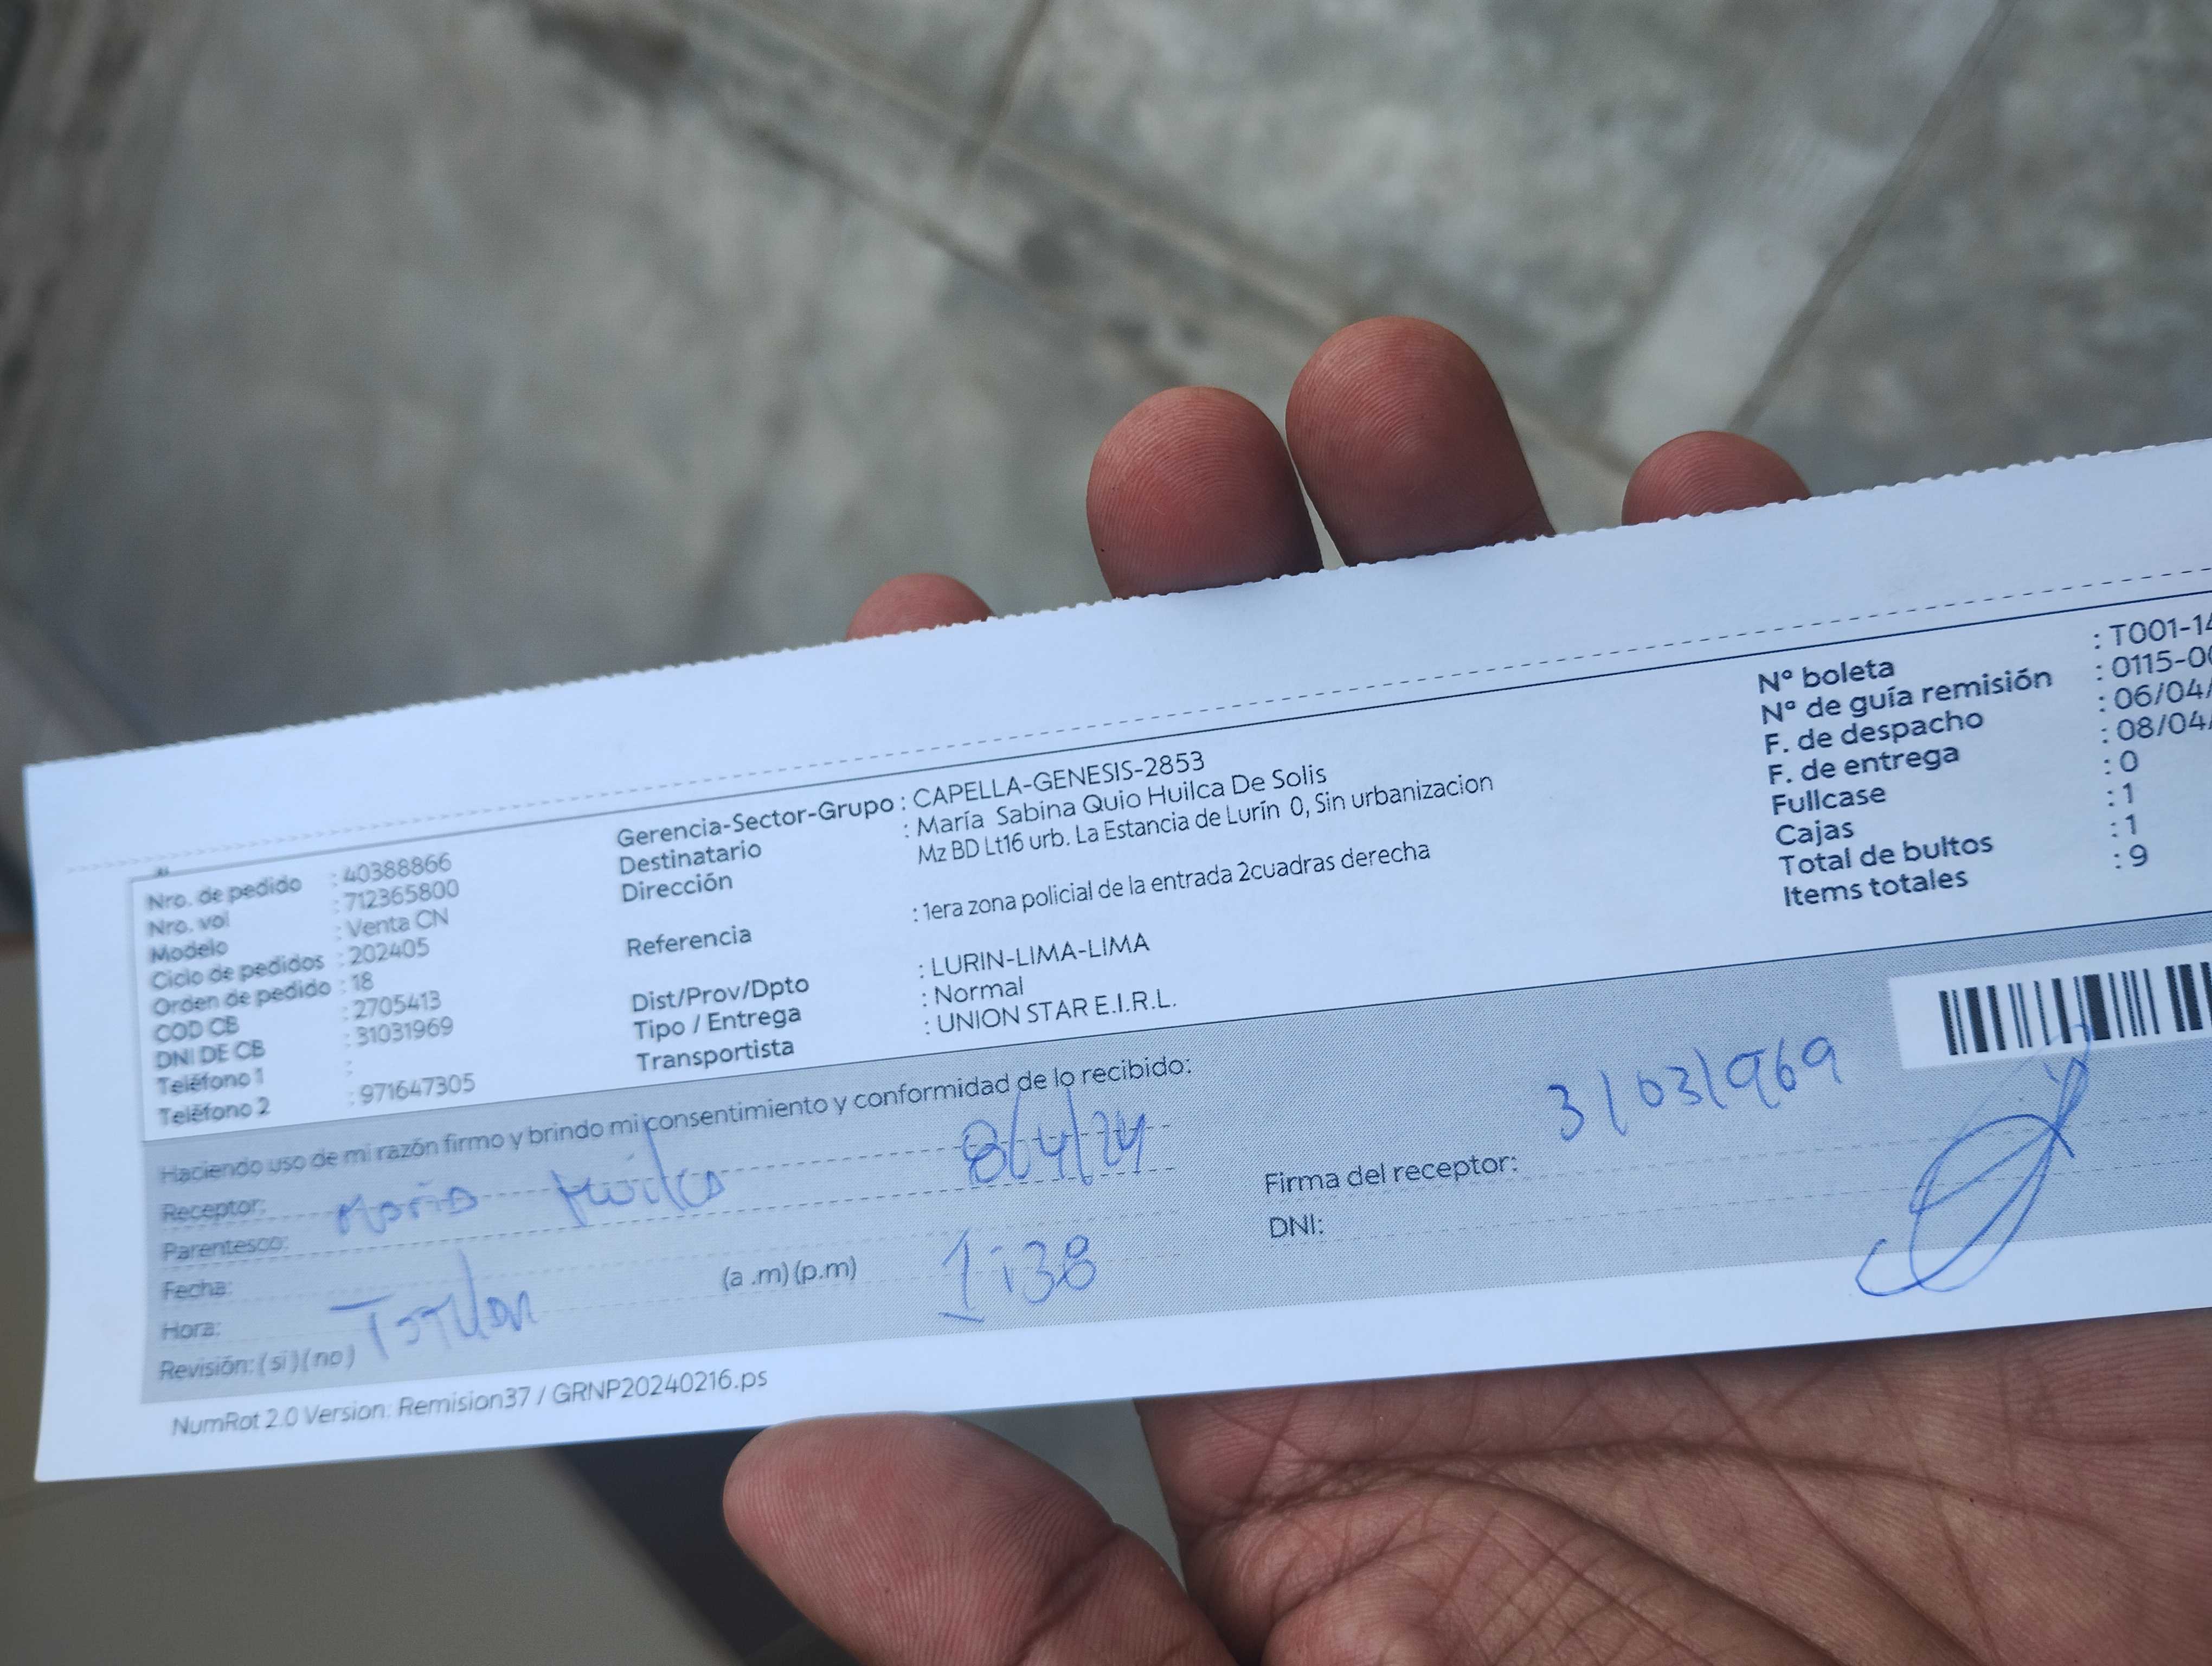 Nro. de pedido : 40388866
Nro. vol : 712365800
Modelo : Venta CN
Ciclo de pedidos : 202405
Orden de pedido : 18
COD CB : 2705413
DNI DE CB : 31031969
Teléfono 1 :
Teléfono 2 : 971647305
Gerencia-Sector-Grupo : CAPELLA-GENESIS-2853
Destinatario : María Sabina Quio Huilca De Solis
Dirección Mz BD Lt16 urb. La Estancia de Lurín 0, Sin urbanizacion
Referencia : 1era zona policial de la entrada 2cuadras derecha
Dist/Prov/Dpto : LURIN-LIMA-LIMA
Tipo / Entrega : Normal
Transportista : UNION STAR E.I.R.L.
Nº boleta : T001-14
Nº de guía remisión : 0115-00
F. de despacho : 06/04/
F. de entrega : 08/04/
Fullcase : 0
Cajas : 1
Total de bultos : 1
Items totales : 9
Haciendo uso de mi razón firmo y brindo mi consentimiento y conformidad de lo recibido:
Receptor: María Huilca 8/4/24
Parentesco:
Fecha:
Hora: (a .m) (p.m) 1:38
Revisión: ( si ) ( no )
31031969
Firma del receptor:
DNI:
NumRot 2.0 Version: Remision37 / GRNP20240216.ps